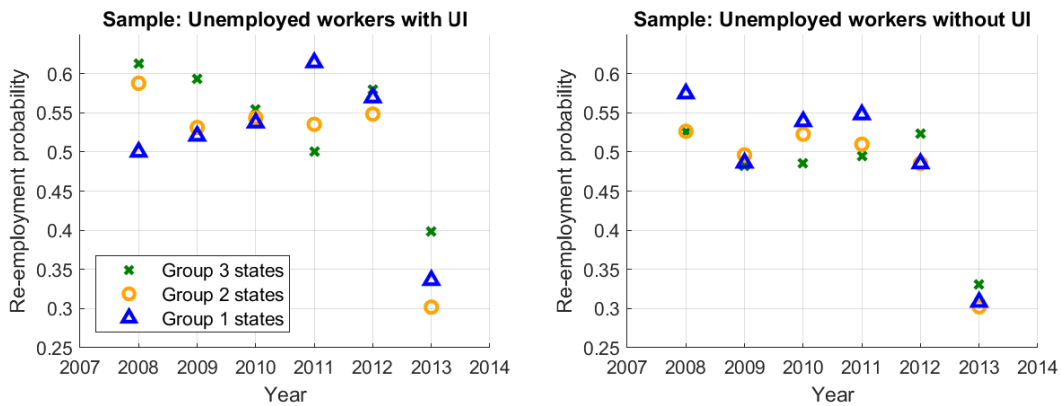 Sample: Unemployed workers with UI
Re-employment probability
0.6
0.55
0.5
0.45
0.4
0.35
0.3
0.25
Group 3 states
Group 2 states
Group 1 states
2007 2008 2009 2010 2011 2012 2013 2014
Year
Sample: Unemployed workers without UI
Re-employment probability
0.6
0.55
0.5
0.45
0.4
0.35
0.3
0.25
2007 2008 2009 2010 2011 2012 2013 2014
Year